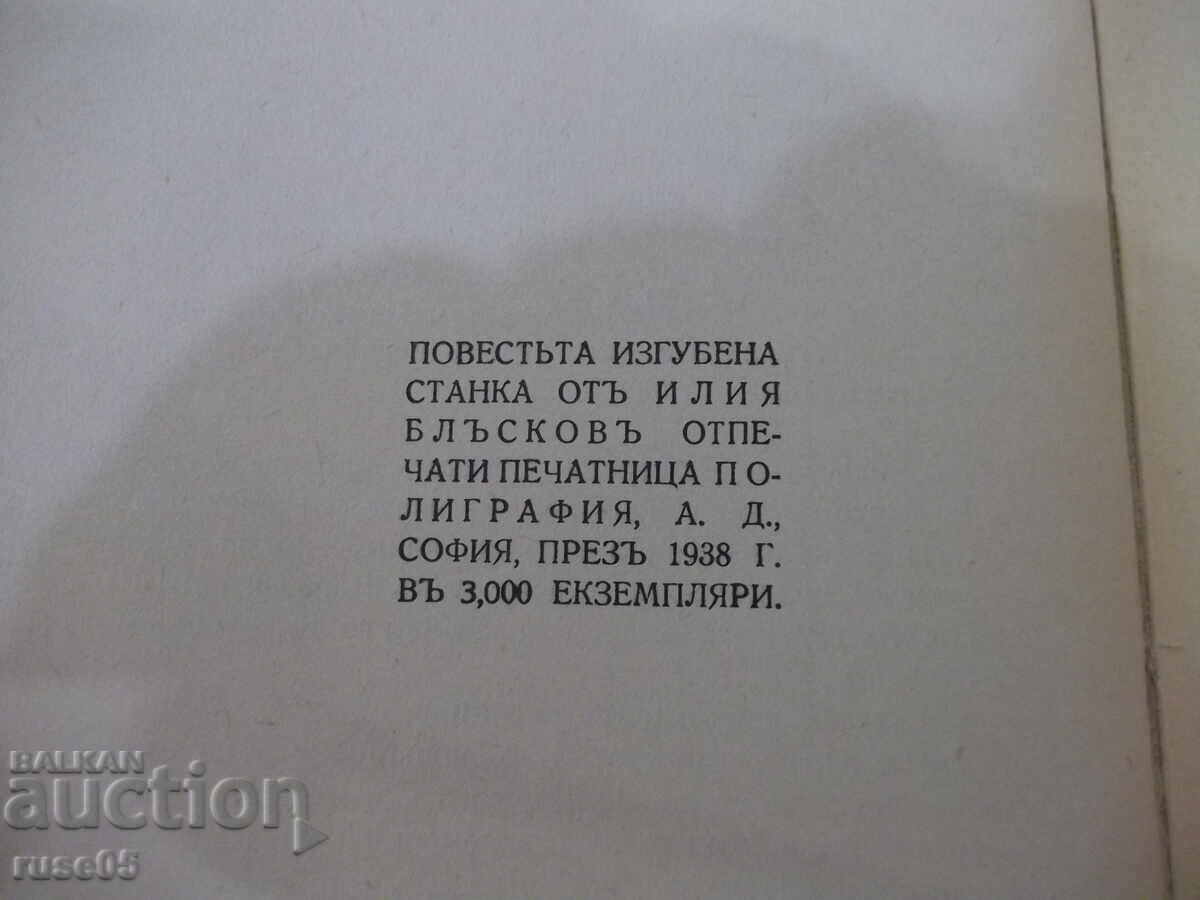 ПОВЕСТЬТА ИЗГУБЕНА
СТАНКА ОТЪ ИЛИЯ
БЛЪСКОВЪ ОТПЕ-
ЧАТИ ПЕЧАТНИЦА ПО-
ЛИГРАФИЯ, А. Д.,
СОФИЯ, ПРЕЗЪ 1938 Г.
ВЪ 3,000 ЕКЗЕМПЛЯРИ.
BALKAN
auction
ruse05